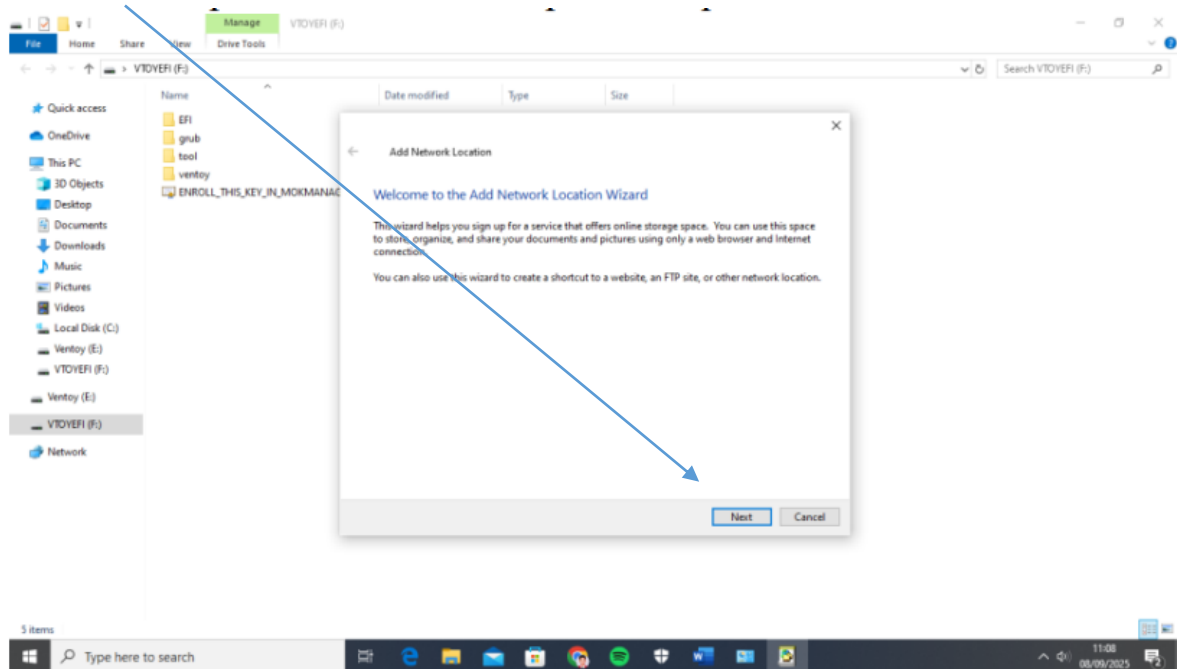 Manage VTOYEFI (F:)
File Home Share View Drive Tools
VTOYEFI (F:) Search VTOYEFI (F:)
Name Date modified Type Size
Quick access
OneDrive
This PC
3D Objects
Desktop
Documents
Downloads
Music
Pictures
Videos
Local Disk (C:)
Ventoy (E:)
VTOYEFI (F:)
Ventoy (E:)
VTOYEFI (F:)
Network
EFI
grub
tool
ventoy
ENROLL_THIS_KEY_IN_MOKMANAG
Add Network Location
Welcome to the Add Network Location Wizard
This wizard helps you sign up for a service that offers online storage space. You can use this space
to store, organize, and share your documents and pictures using only a web browser and Internet
connection.
You can also use this wizard to create a shortcut to a website, an FTP site, or other network location.
Next Cancel
5 items
Type here to search
11:08
08/09/2025